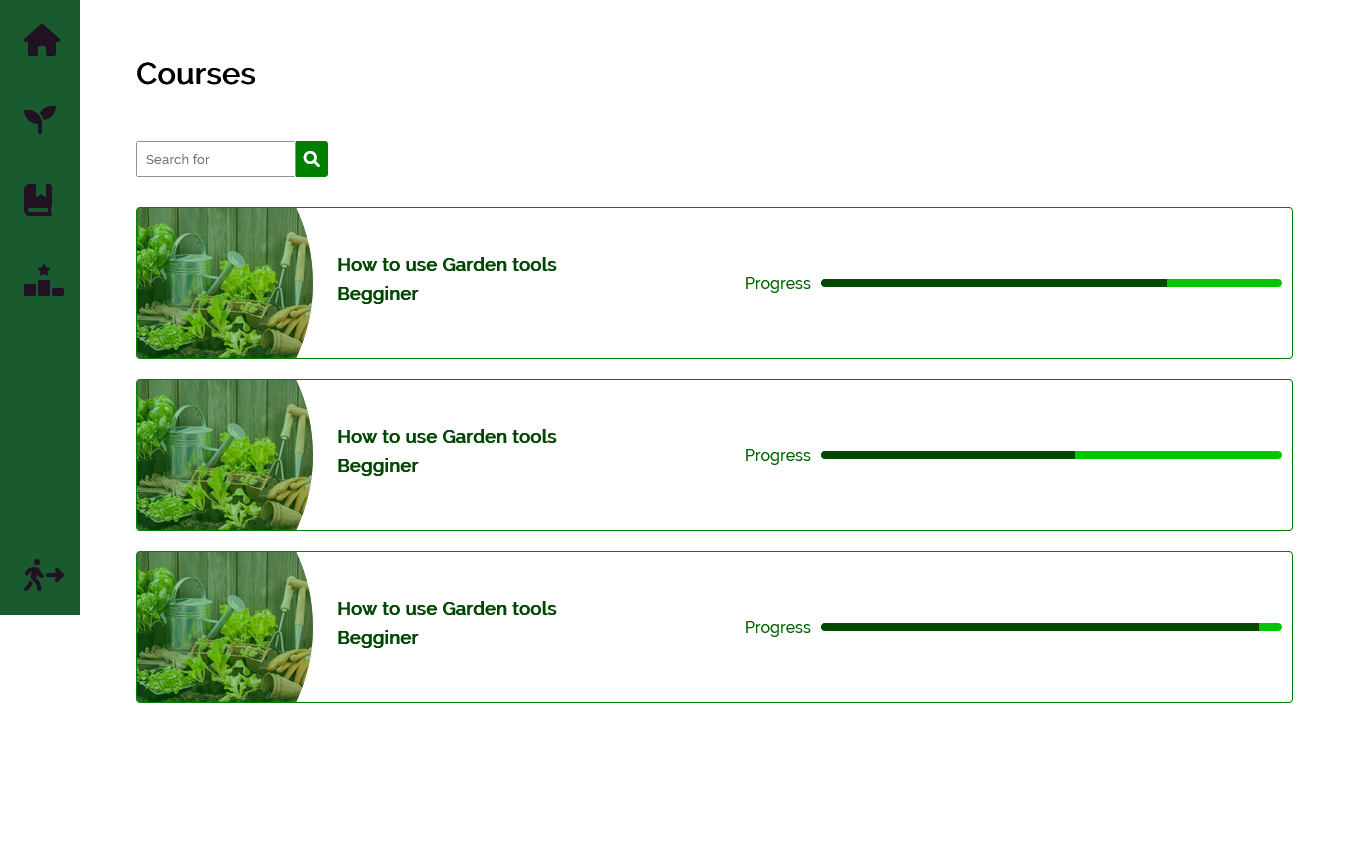 Courses
Search for
How to use Garden tools
Begginer
Progress
How to use Garden tools
Begginer
Progress
How to use Garden tools
Begginer
Progress